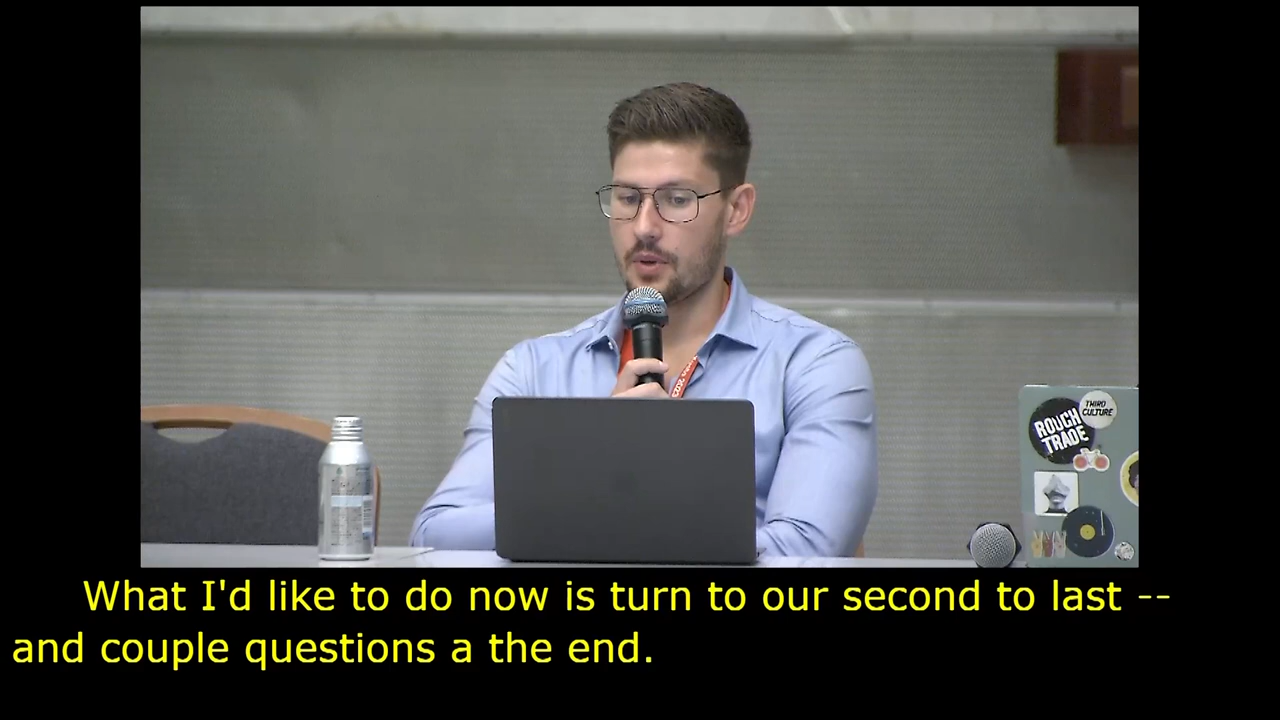 THIRD
CULTURE
ROUGH
TRADE
What I'd like to do now is turn to our second to last --
and couple questions a the end.